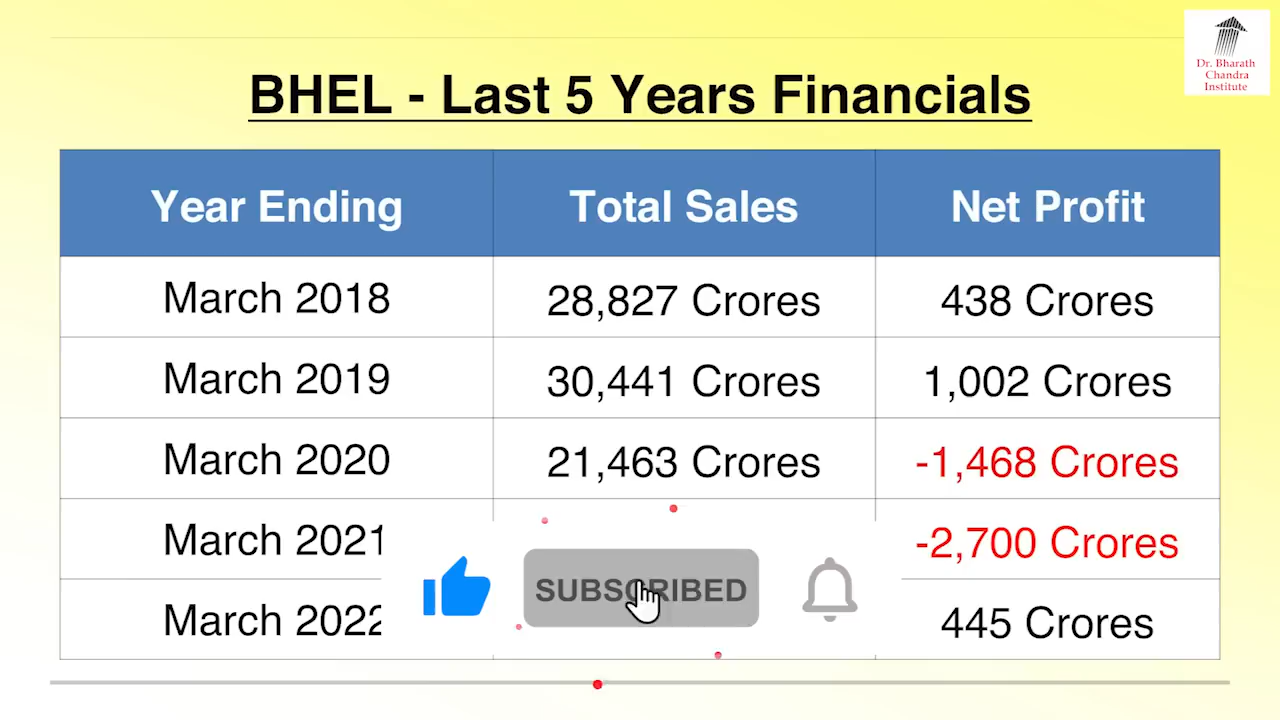 Dr. Bharath
Chandra
Institute
BHEL - Last 5 Years Financials
Year Ending Total Sales Net Profit
March 2018 28,827 Crores 438 Crores
March 2019 30,441 Crores 1,002 Crores
March 2020 21,463 Crores -1,468 Crores
March 2021 -2,700 Crores
SUBSCRIBED
March 2022 445 Crores